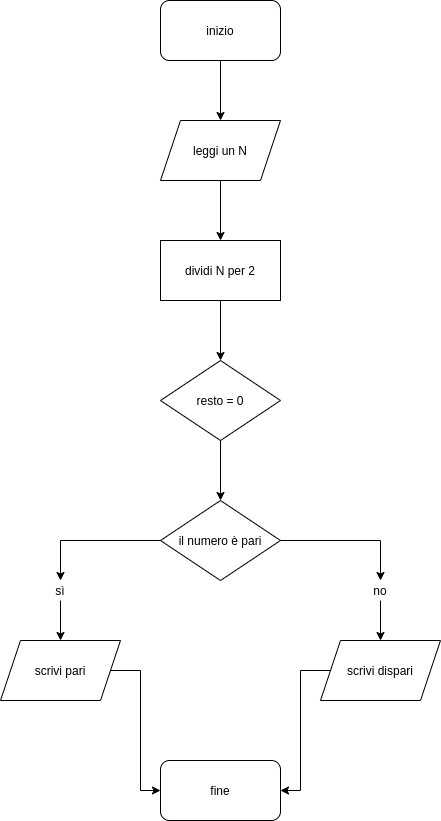 inizio
leggi un N
dividi N per 2
resto = 0
il numero è pari
sì
no
scrivi pari
scrivi dispari
fine